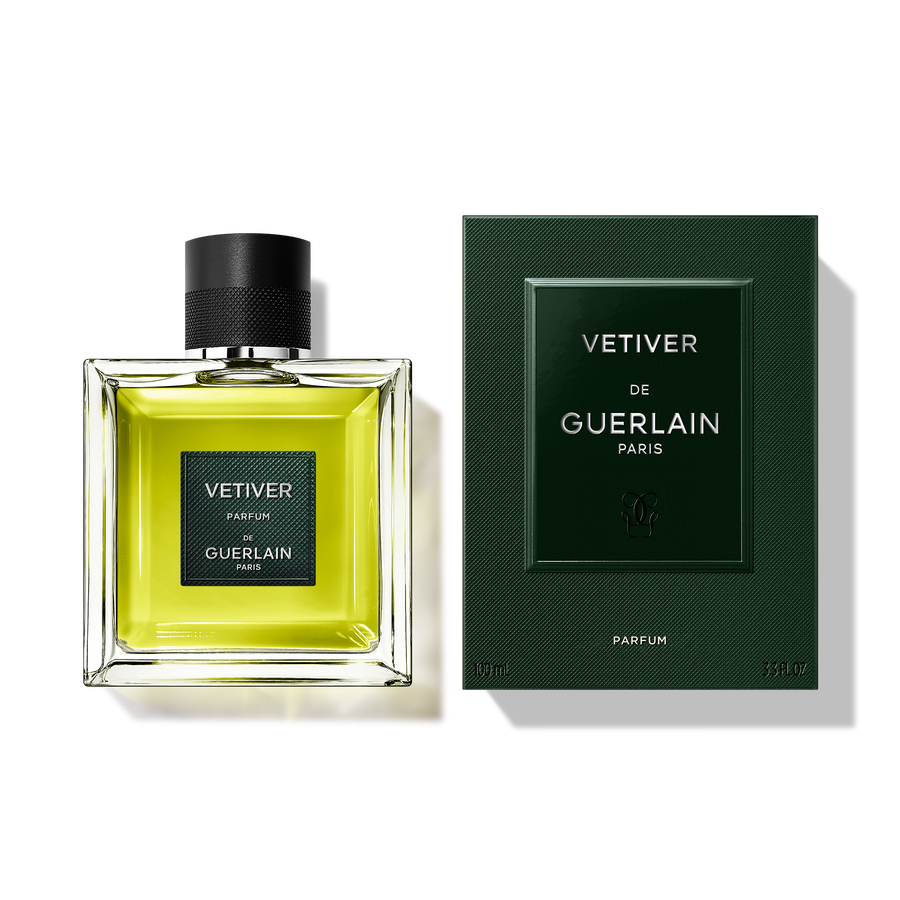 VETIVER
PARFUM
DE
GUERLAIN
PARIS
VETIVER
DE
GUERLAIN
PARIS
PARFUM
100 ml
3.3 FL OZ